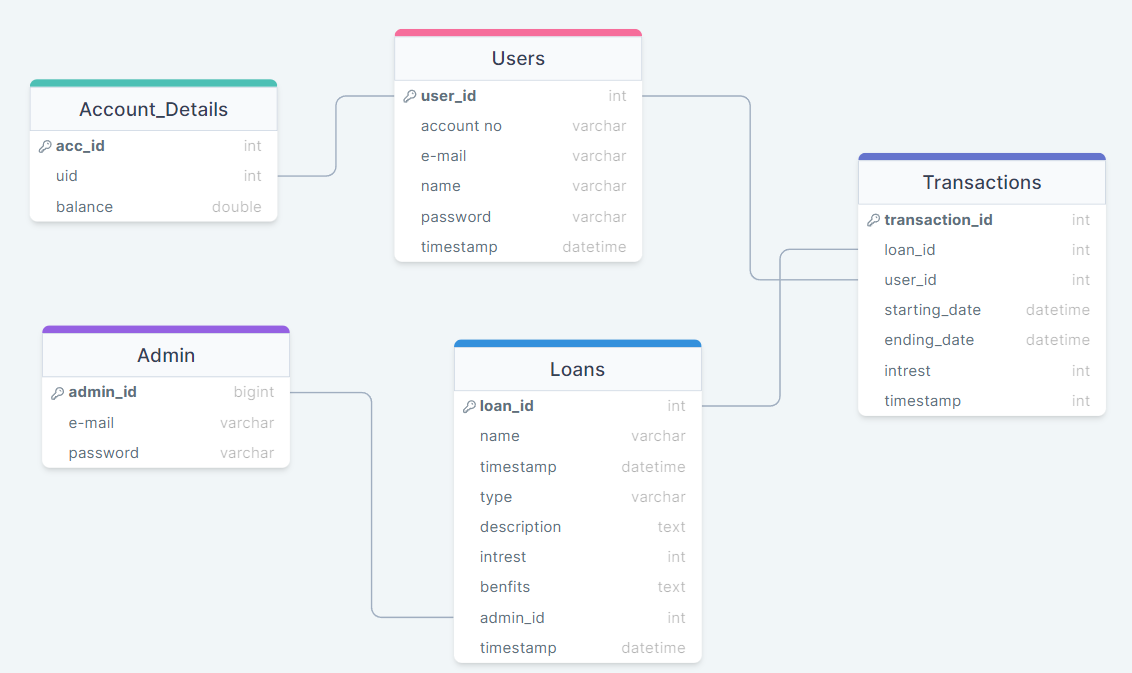 Account_Details
acc_id int
uid int
balance double
Users
user_id int
account no varchar
e-mail varchar
name varchar
password varchar
timestamp datetime
Transactions
transaction_id int
loan_id int
user_id int
starting_date datetime
ending_date datetime
intrest int
timestamp int
Admin
admin_id bigint
e-mail varchar
password varchar
Loans
loan_id int
name varchar
timestamp datetime
type varchar
description text
intrest int
benfits text
admin_id int
timestamp datetime